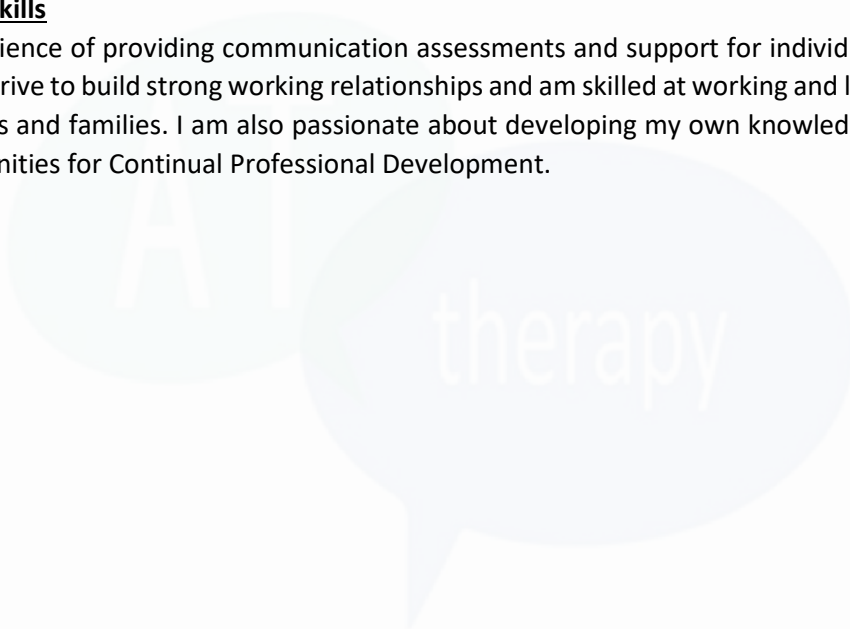 kills
ience of providing communication assessments and support for individ
rive to build strong working relationships and am skilled at working and l
s and families. I am also passionate about developing my own knowled
nities for Continual Professional Development.
AT
therapy